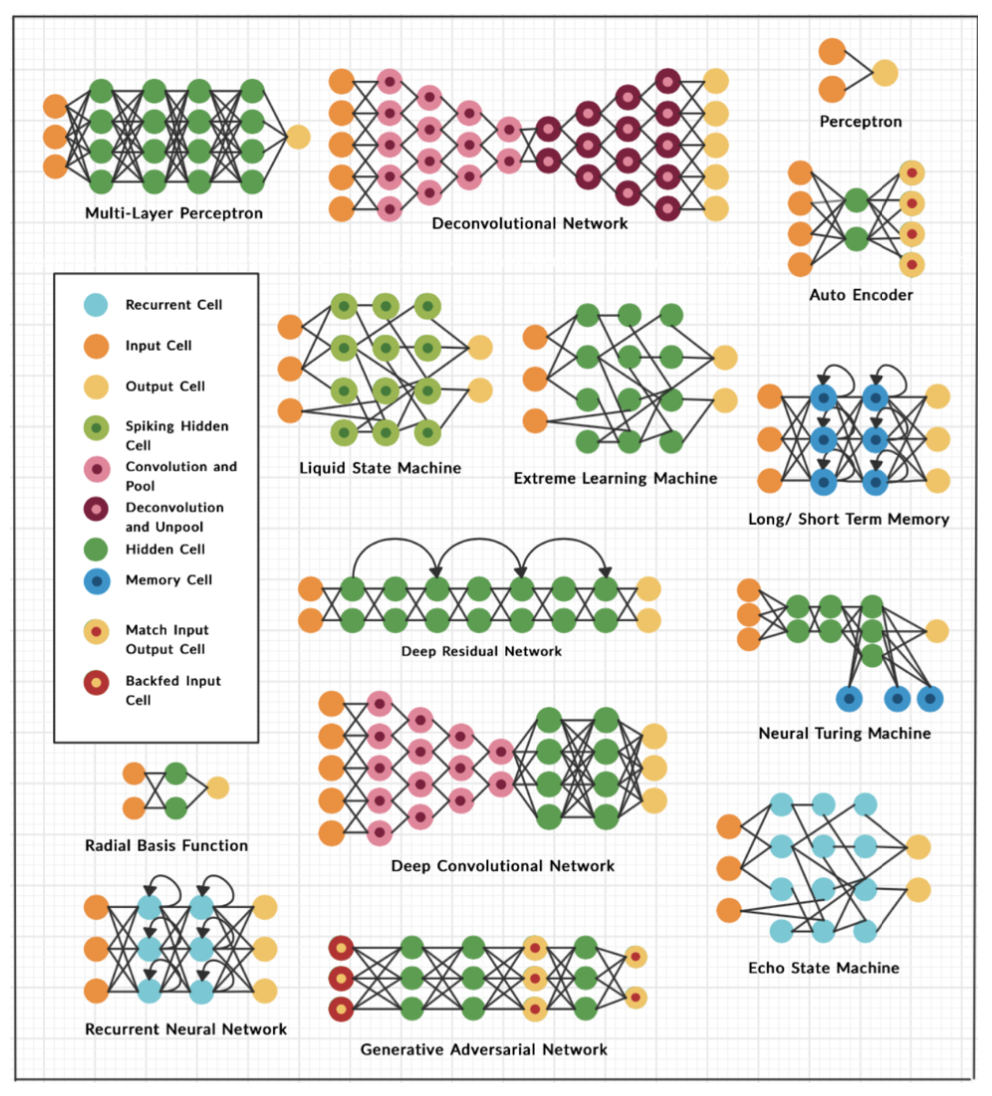 Perceptron
Multi-Layer Perceptron
Deconvolutional Network
Auto Encoder
Recurrent Cell
Input Cell
Output Cell
Spiking Hidden
Cell
Convolution and
Pool
Deconvolution
and Unpool
Hidden Cell
Memory Cell
Match Input
Output Cell
Backfed Input
Cell
Liquid State Machine
Extreme Learning Machine
Long/ Short Term Memory
Deep Residual Network
Neural Turing Machine
Radial Basis Function
Deep Convolutional Network
Echo State Machine
Recurrent Neural Network
Generative Adversarial Network